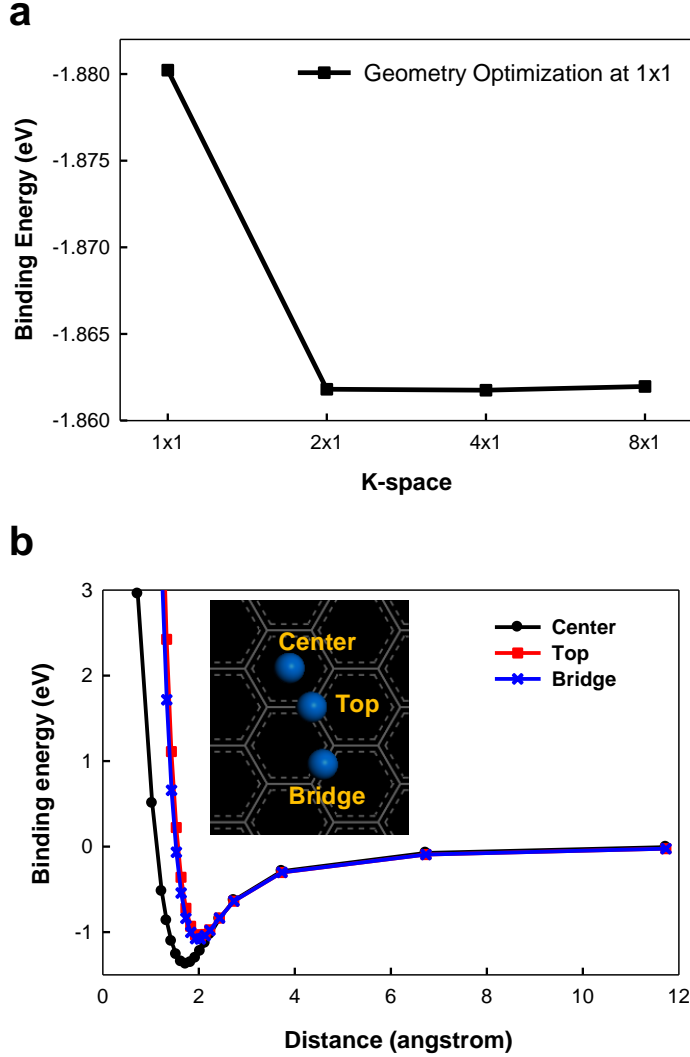 a
Binding Energy (eV)
-1.880
-1.875
-1.870
-1.865
-1.860
Geometry Optimization at 1x1
1x1 2x1 4x1 8x1
K-space
b
Binding energy (eV)
3
2
1
0
-1
Center
Top
Bridge
Center
Top
Bridge
0 2 4 6 8 10 12
Distance (angstrom)